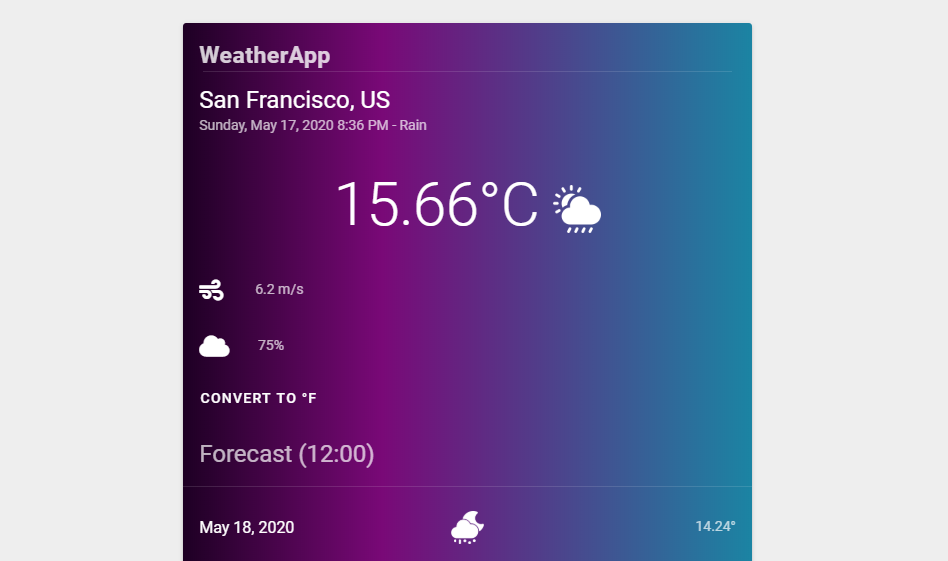 WeatherApp
San Francisco, US
Sunday, May 17, 2020 8:36 PM - Rain
15.66°C
6.2 m/s
75%
CONVERT TO °F
Forecast (12:00)
May 18, 2020 14.24°